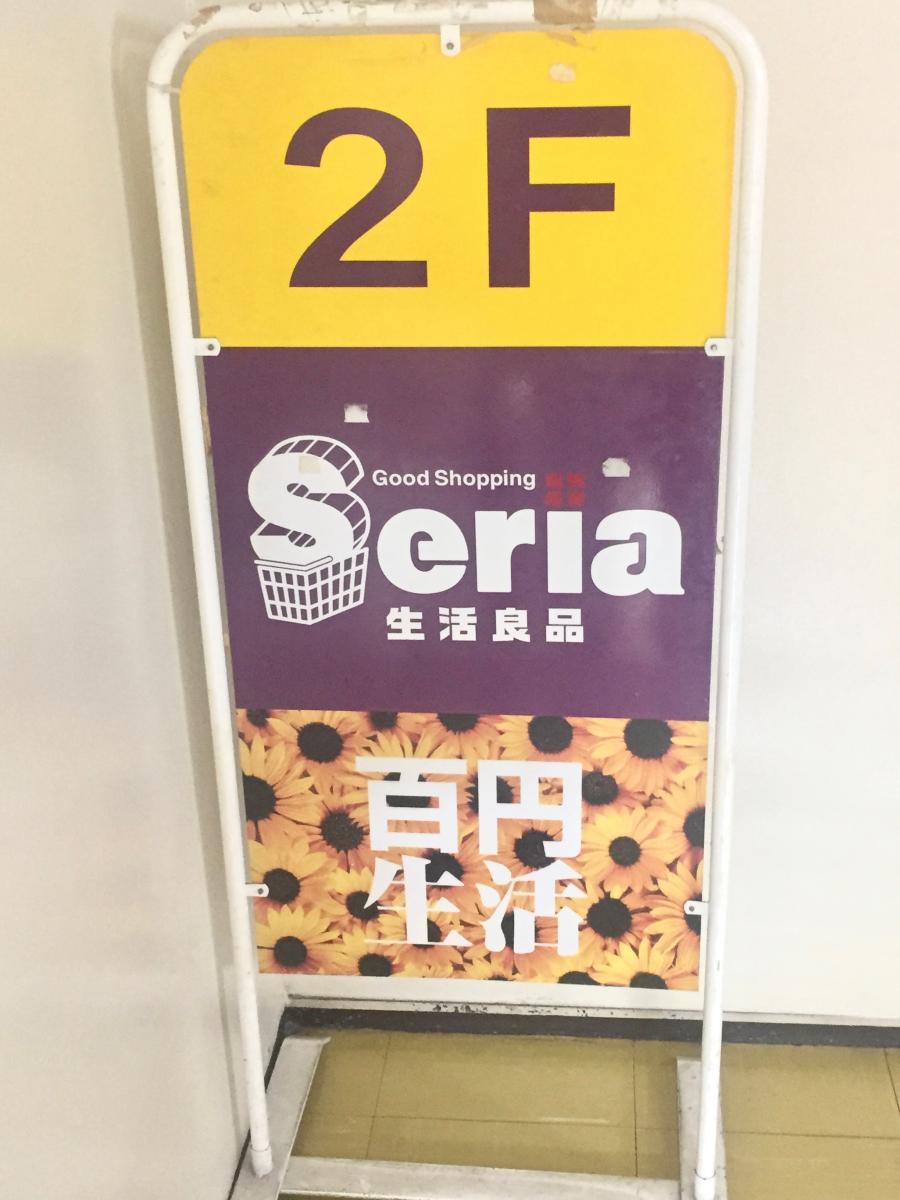 2F
Good Shopping
Seria
生活良品
百円
生活